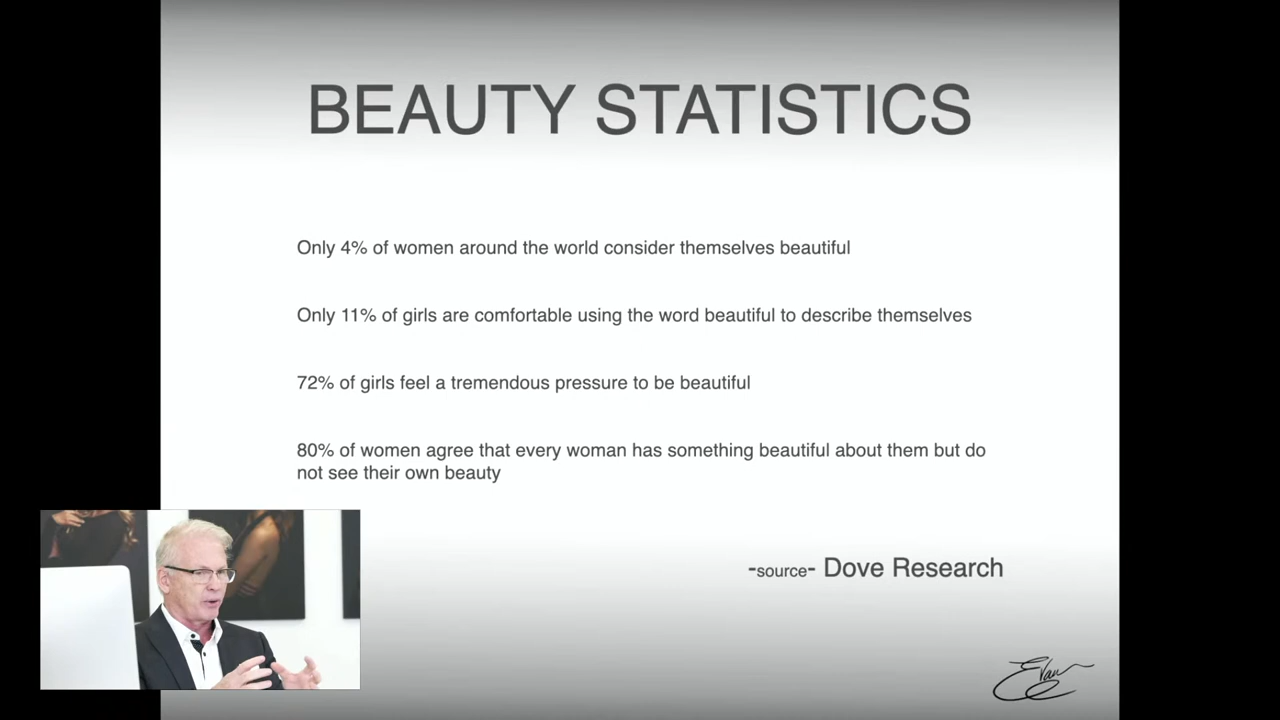 BEAUTY STATISTICS
Only 4% of women around the world consider themselves beautiful
Only 11% of girls are comfortable using the word beautiful to describe themselves
72% of girls feel a tremendous pressure to be beautiful
80% of women agree that every woman has something beautiful about them but do
not see their own beauty
-source- Dove Research
Evan